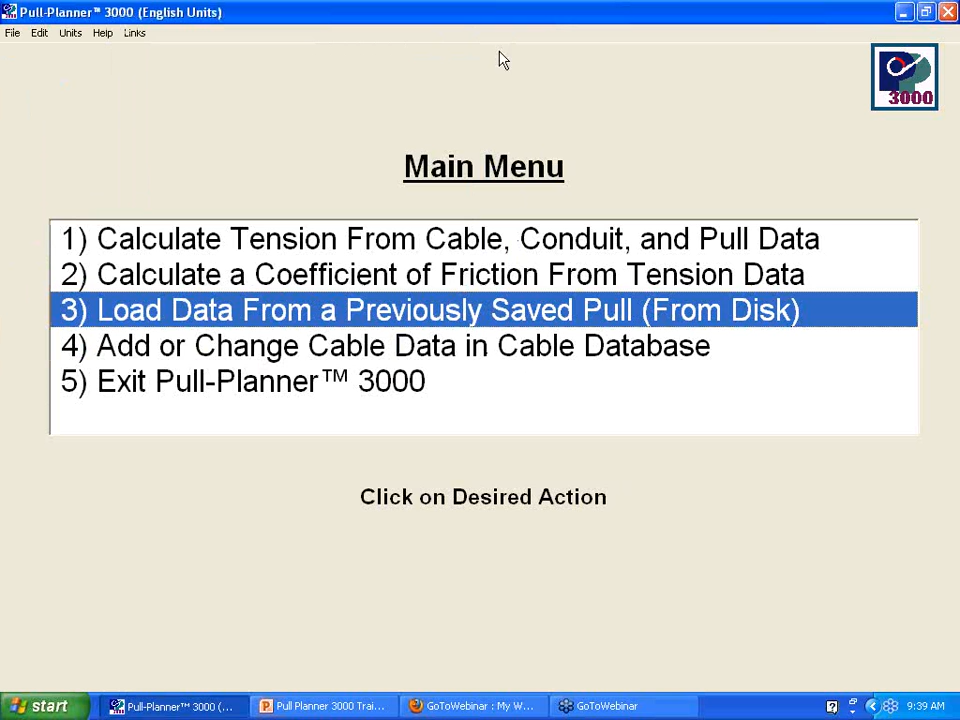 Pull-Planner™ 3000 (English Units)
File Edit Units Help Links
3000
Main Menu
1) Calculate Tension From Cable, Conduit, and Pull Data
2) Calculate a Coefficient of Friction From Tension Data
3) Load Data From a Previously Saved Pull (From Disk)
4) Add or Change Cable Data in Cable Database
5) Exit Pull-Planner™ 3000
Click on Desired Action
start Pull-Planner™ 3000 (... Pull Planner 3000 Trai... GoToWebinar : My W... GoToWebinar 9:39 AM